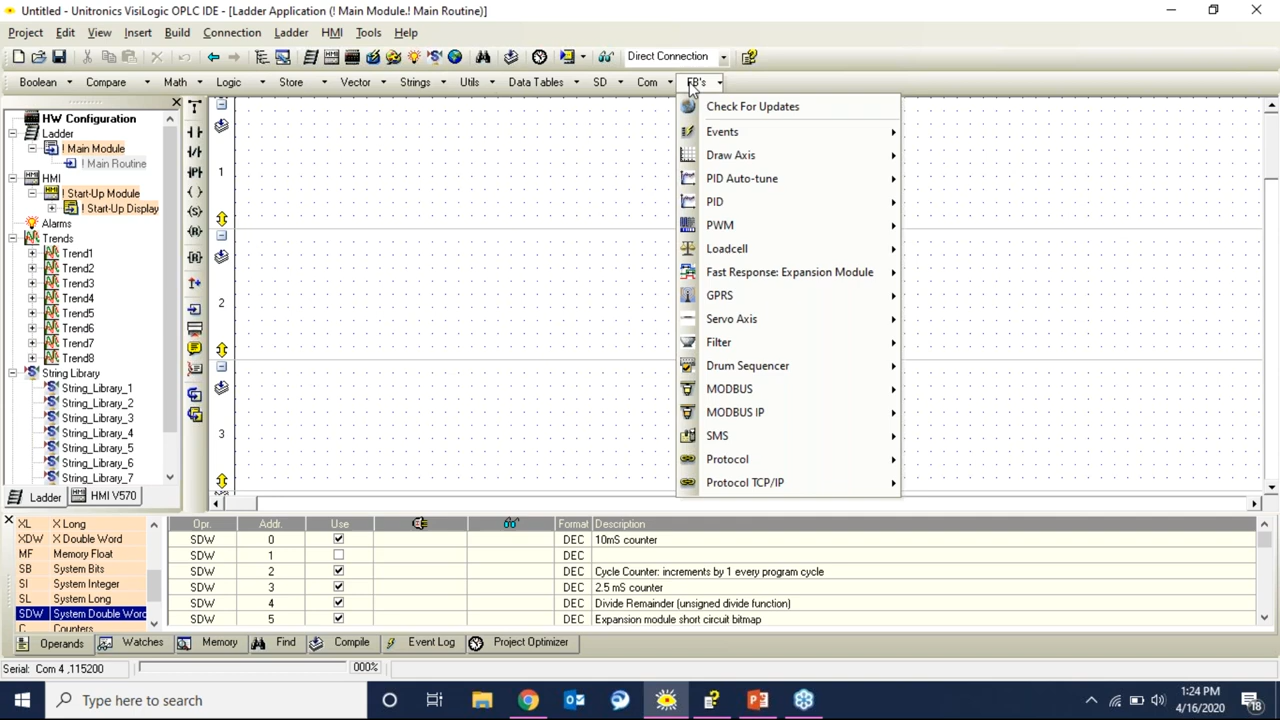 Untitled - Unitronics VisiLogic OPLC IDE - [Ladder Application (! Main Module.! Main Routine)]
Project Edit View Insert Build Connection Ladder HMI Tools Help
Direct Connection
Boolean Compare Math Logic Store Vector Strings Utils Data Tables SD Com FB's
HW Configuration
Ladder
! Main Module
! Main Routine
HMI
! Start-Up Module
! Start-Up Display
Alarms
Trends
Trend1
Trend2
Trend3
Trend4
Trend5
Trend6
Trend7
Trend8
String Library
String_Library_1
String_Library_2
String_Library_3
String_Library_4
String_Library_5
String_Library_6
String_Library_7
Ladder HMI V570
1
2
3
Check For Updates
Events
Draw Axis
PID Auto-tune
PID
PWM
Loadcell
Fast Response: Expansion Module
GPRS
Servo Axis
Filter
Drum Sequencer
MODBUS
MODBUS IP
SMS
Protocol
Protocol TCP/IP
XL X Long
XDW X Double Word
MF Memory Float
SB System Bits
SI System Integer
SL System Long
SDW System Double Word
C Counters
Opr. Addr. Use Format Description
SDW 0 DEC 10mS counter
SDW 1 DEC
SDW 2 DEC Cycle Counter: increments by 1 every program cycle
SDW 3 DEC 2.5 mS counter
SDW 4 DEC Divide Remainder (unsigned divide function)
SDW 5 DEC Expansion module short circuit bitmap
Operands Watches Memory Find Compile Event Log Project Optimizer
Serial: Com 4 ,115200 000%
Type here to search
1:24 PM
4/16/2020
18